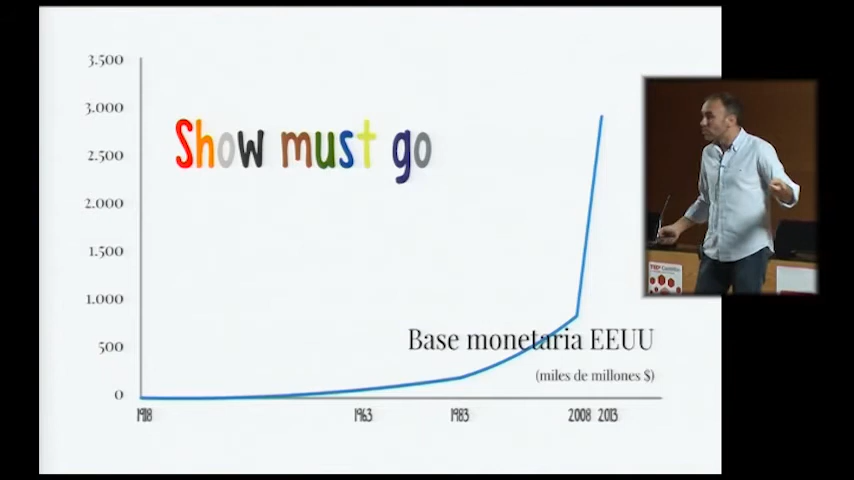 3.500
3.000
2.500
2.000
1.500
1.000
500
0
Show must go
Base monetaria EEUU
(miles de millones $)
1918 1963 1983 2008 2013
TEDx